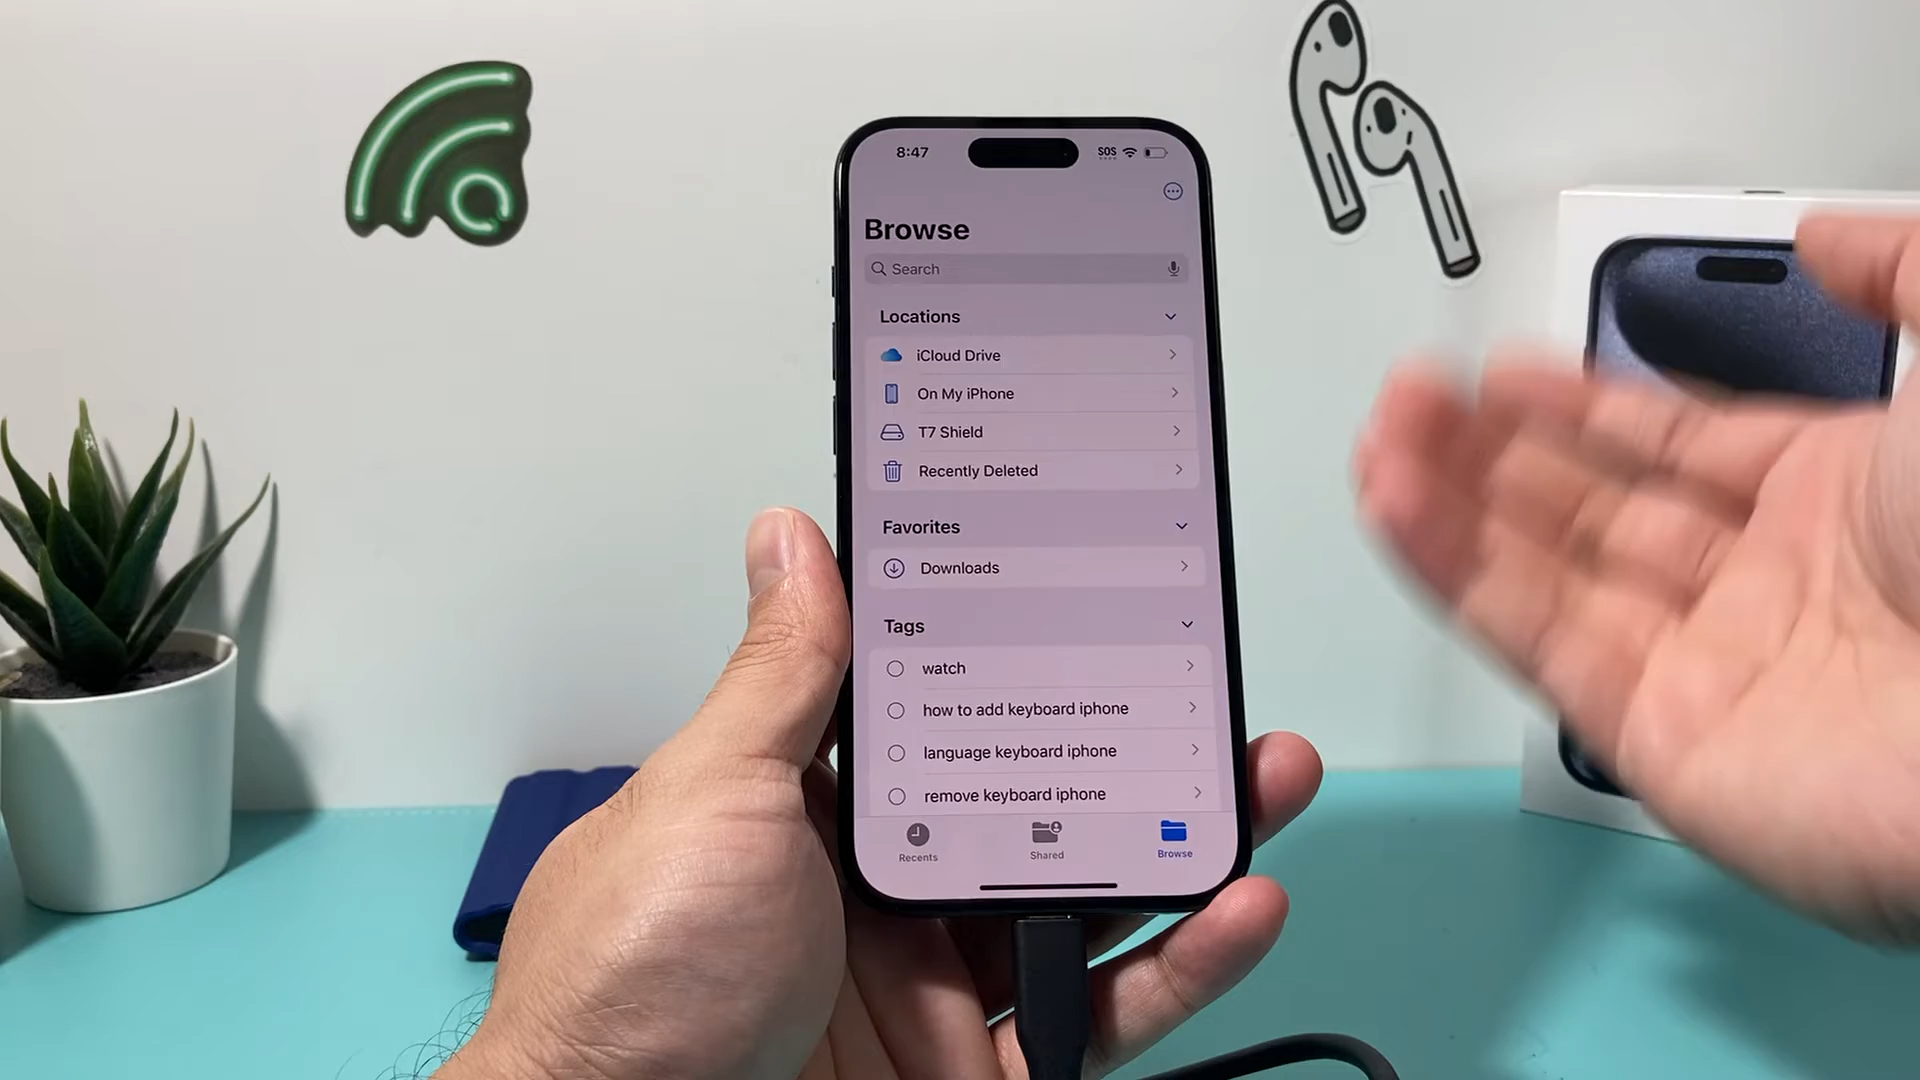 8:47
SOS
Browse
Search
Locations
iCloud Drive
On My iPhone
T7 Shield
Recently Deleted
Favorites
Downloads
Tags
watch
how to add keyboard iphone
language keyboard iphone
remove keyboard iphone
Recents
Shared
Browse